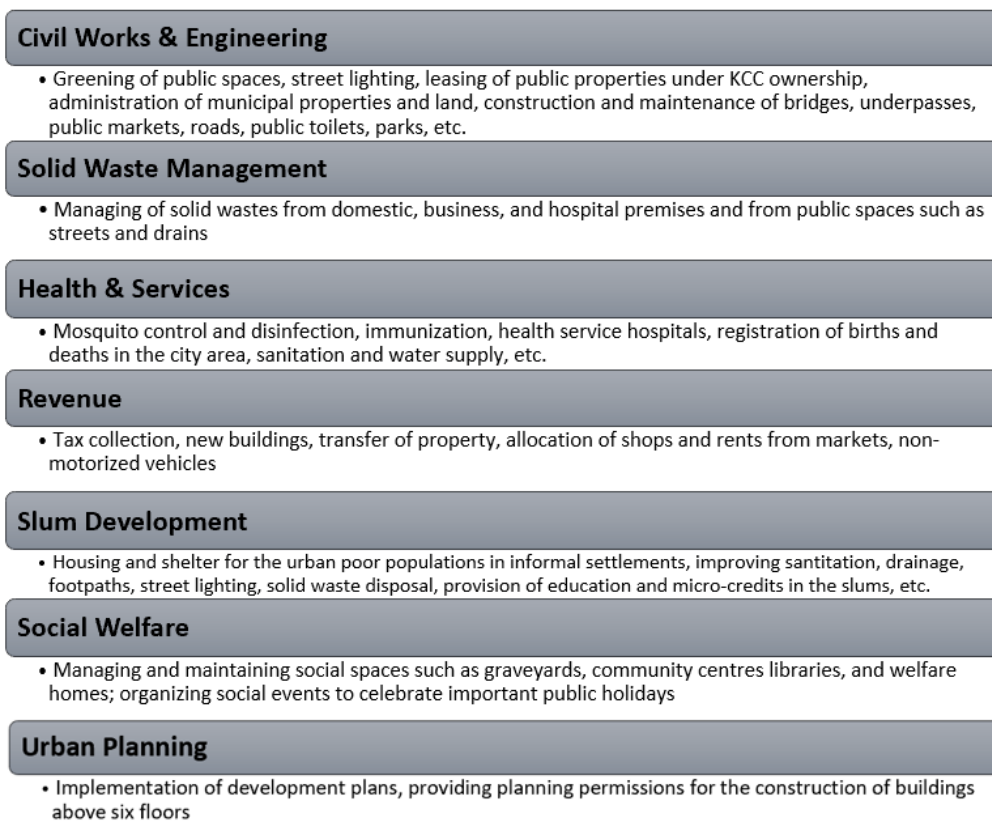 Civil Works & Engineering
• Greening of public spaces, street lighting, leasing of public properties under KCC ownership,
administration of municipal properties and land, construction and maintenance of bridges, underpasses,
public markets, roads, public toilets, parks, etc.
Solid Waste Management
• Managing of solid wastes from domestic, business, and hospital premises and from public spaces such as
streets and drains
Health & Services
• Mosquito control and disinfection, immunization, health service hospitals, registration of births and
deaths in the city area, sanitation and water supply, etc.
Revenue
• Tax collection, new buildings, transfer of property, allocation of shops and rents from markets, non-
motorized vehicles
Slum Development
• Housing and shelter for the urban poor populations in informal settlements, improving santitation, drainage,
footpaths, street lighting, solid waste disposal, provision of education and micro-credits in the slums, etc.
Social Welfare
• Managing and maintaining social spaces such as graveyards, community centres libraries, and welfare
homes; organizing social events to celebrate important public holidays
Urban Planning
• Implementation of development plans, providing planning permissions for the construction of buildings
above six floors